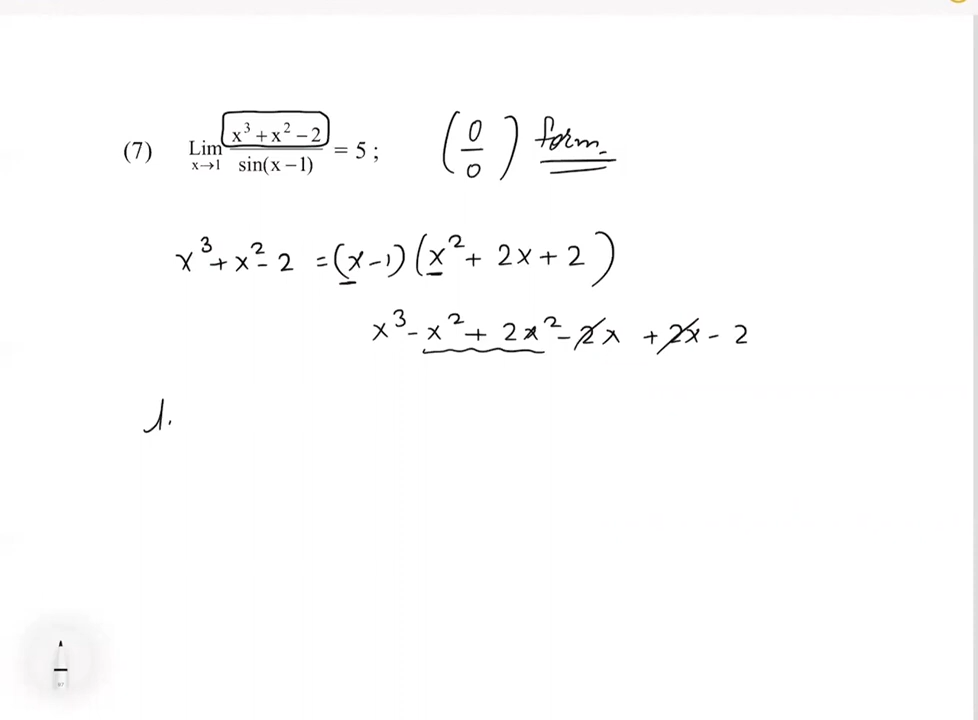 (7) Lim x→1 x³ + x² – 2 / sin(x – 1) = 5 ; (0/0) form.
x³ + x² - 2 = (x - 1) (x² + 2x + 2)
x³ - x² + 2x² - 2x + 2x - 2